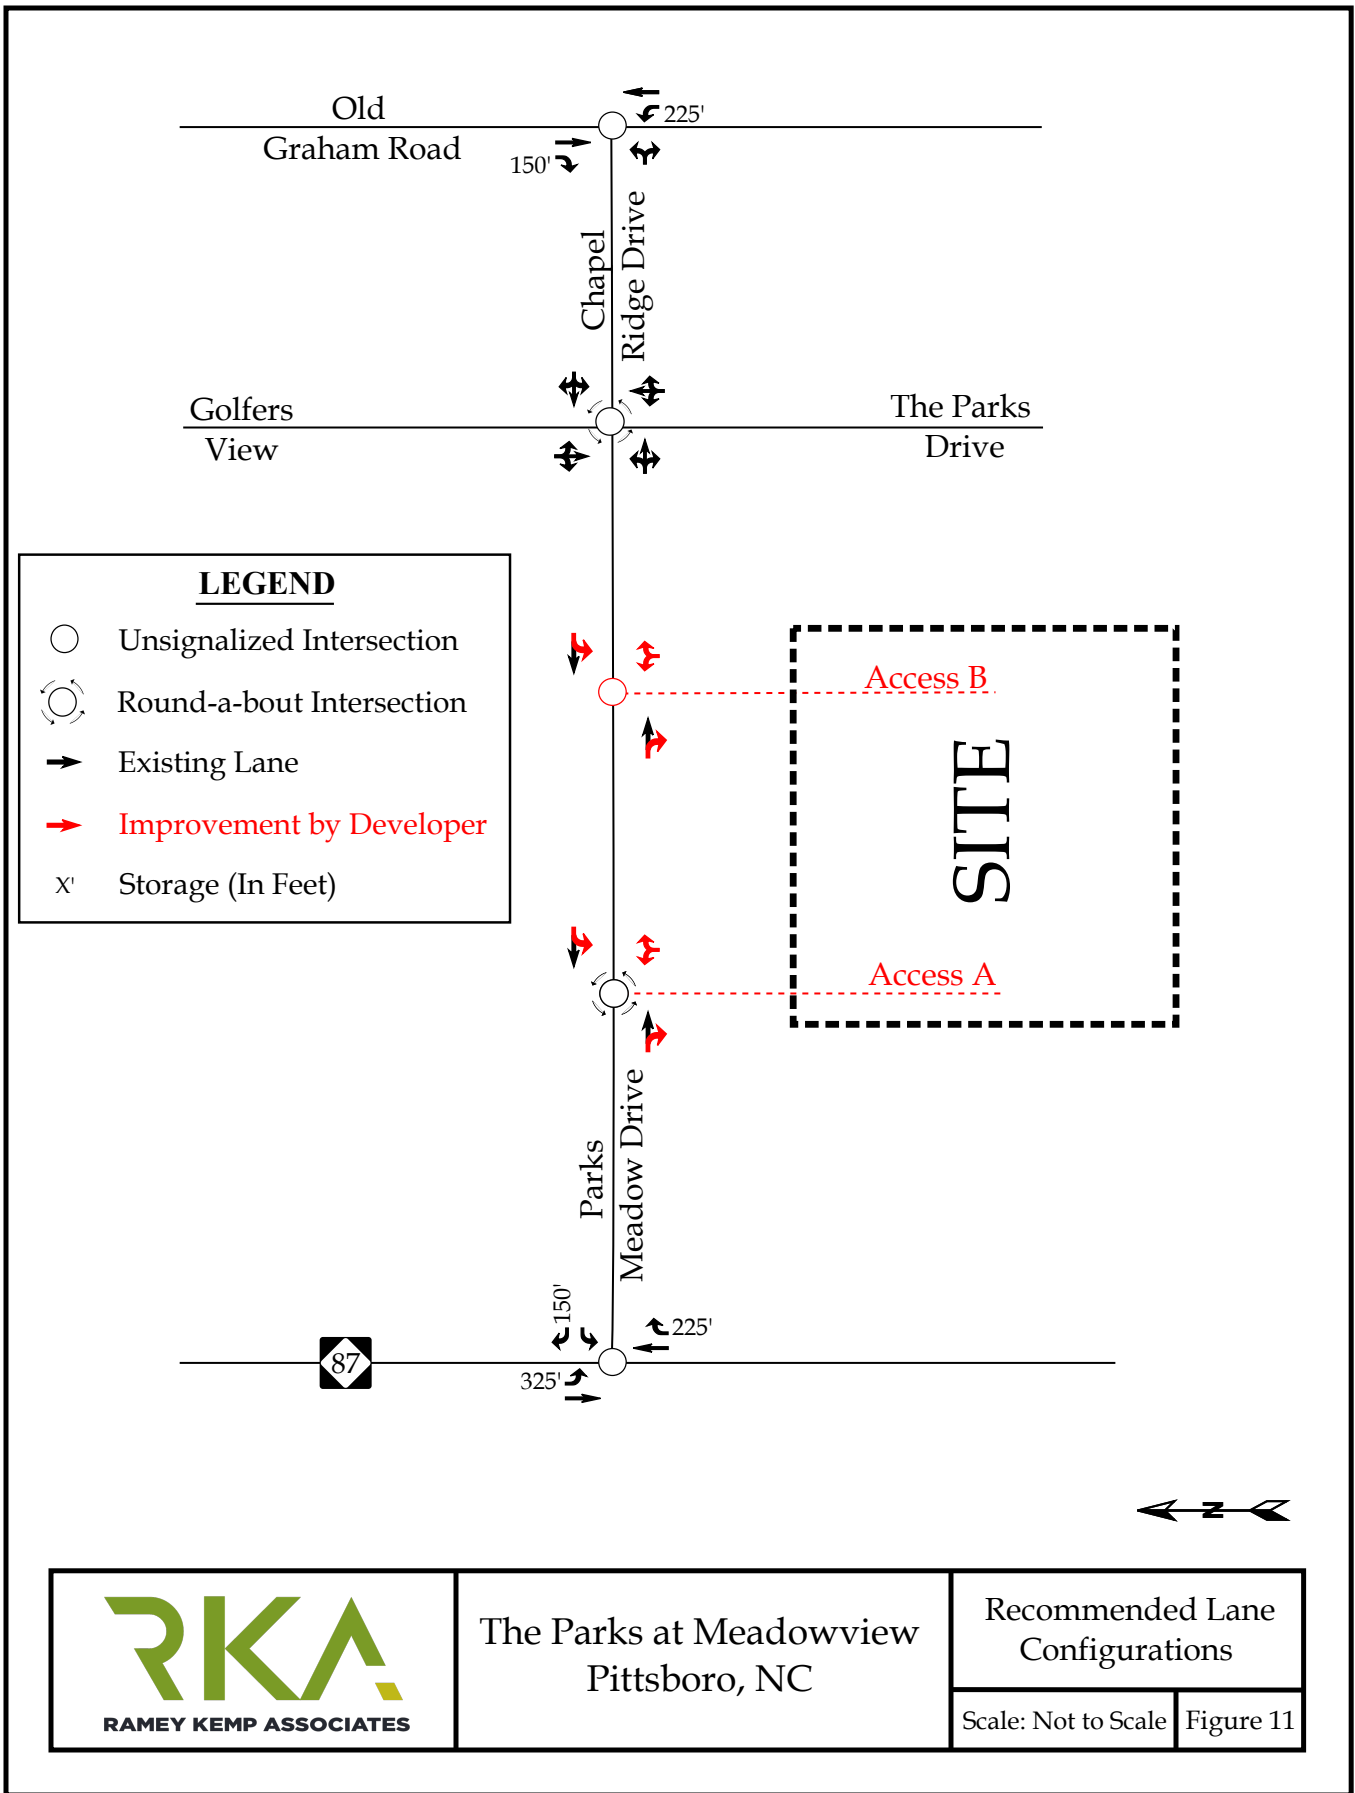 Old
Graham Road
225'
150'
Chapel
Ridge Drive
Golfers
View
The Parks
Drive
LEGEND
Unsignalized Intersection
Round-a-bout Intersection
Existing Lane
Improvement by Developer
X' Storage (In Feet)
Access B
SITE
Access A
Parks
Meadow Drive
150'
225'
87
325'
N
RKA
RAMEY KEMP ASSOCIATES
The Parks at Meadowview
Pittsboro, NC
Recommended Lane
Configurations
Scale: Not to Scale
Figure 11